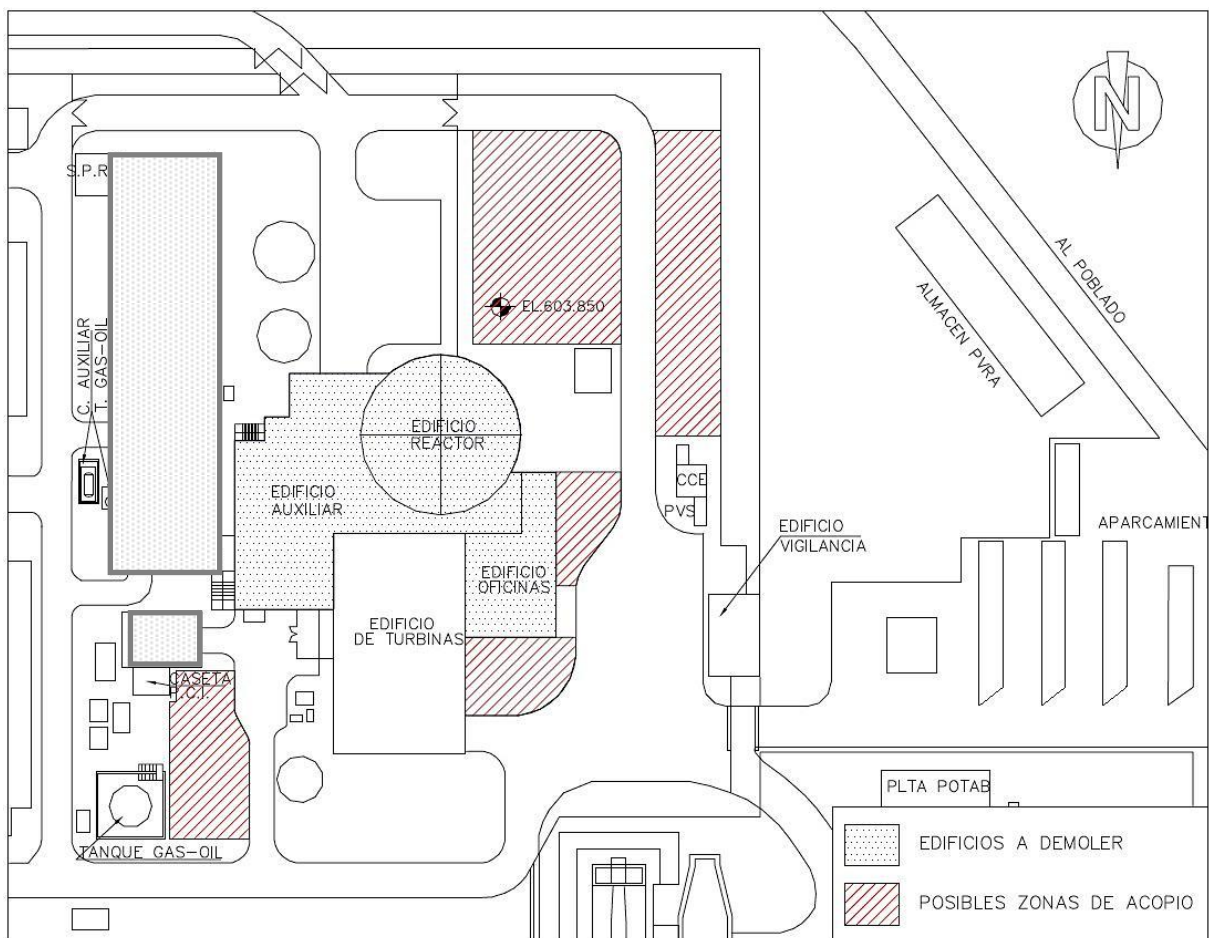 N
S.P.R
EL.603.850
AL POBLADO
ALMACEN PVRA
C. AUXILIAR
T. GAS-OIL
EDIFICIO
REACTOR
EDIFICIO
AUXILIAR
CCE
PVS
EDIFICIO
VIGILANCIA
APARCAMIENT
EDIFICIO
OFICINAS
EDIFICIO
DE TURBINAS
CASETA
P.C.I.
TANQUE GAS-OIL
PLTA POTAB
EDIFICIOS A DEMOLER
POSIBLES ZONAS DE ACOPIO